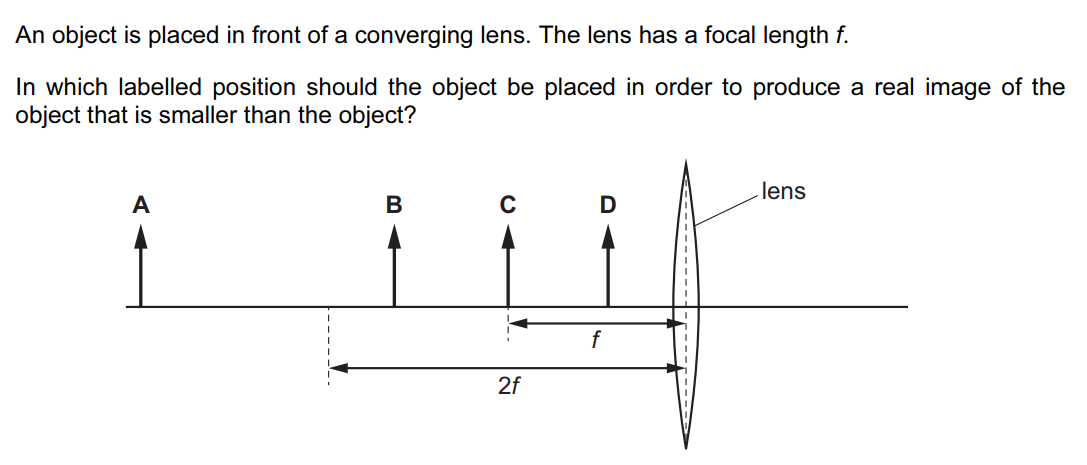 An object is placed in front of a converging lens. The lens has a focal length f.
In which labelled position should the object be placed in order to produce a real image of the
object that is smaller than the object?
A
B
C
D
lens
f
2f